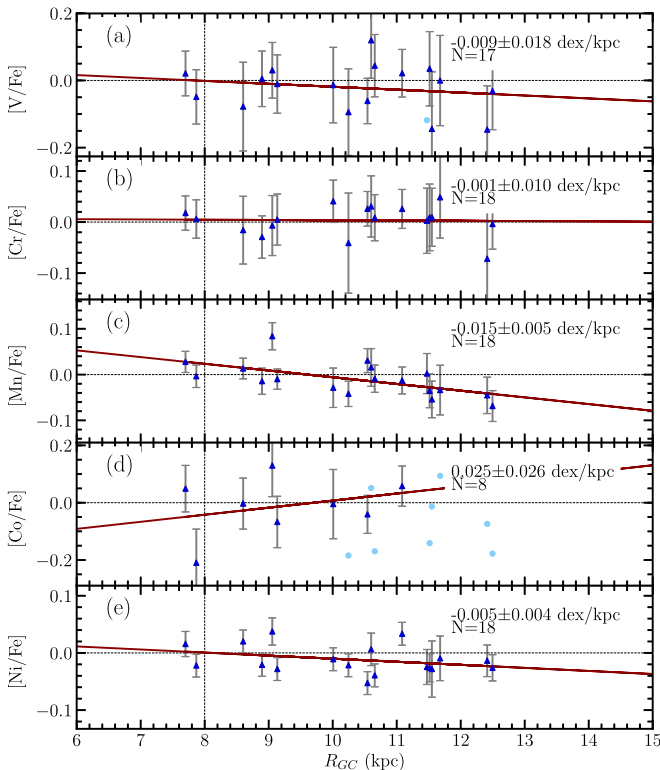 0.2
0.0
−0.2
[V/Fe]
(a)
-0.009±0.018 dex/kpc
N=17
0.1
0.0
−0.1
[Cr/Fe]
(b)
-0.001±0.010 dex/kpc
N=18
0.1
0.0
−0.1
[Mn/Fe]
(c)
-0.015±0.005 dex/kpc
N=18
0.2
0.0
−0.2
[Co/Fe]
(d)
0.025±0.026 dex/kpc
N=8
0.1
0.0
−0.1
[Ni/Fe]
(e)
-0.005±0.004 dex/kpc
N=18
6 7 8 9 10 11 12 13 14 15
R_GC (kpc)